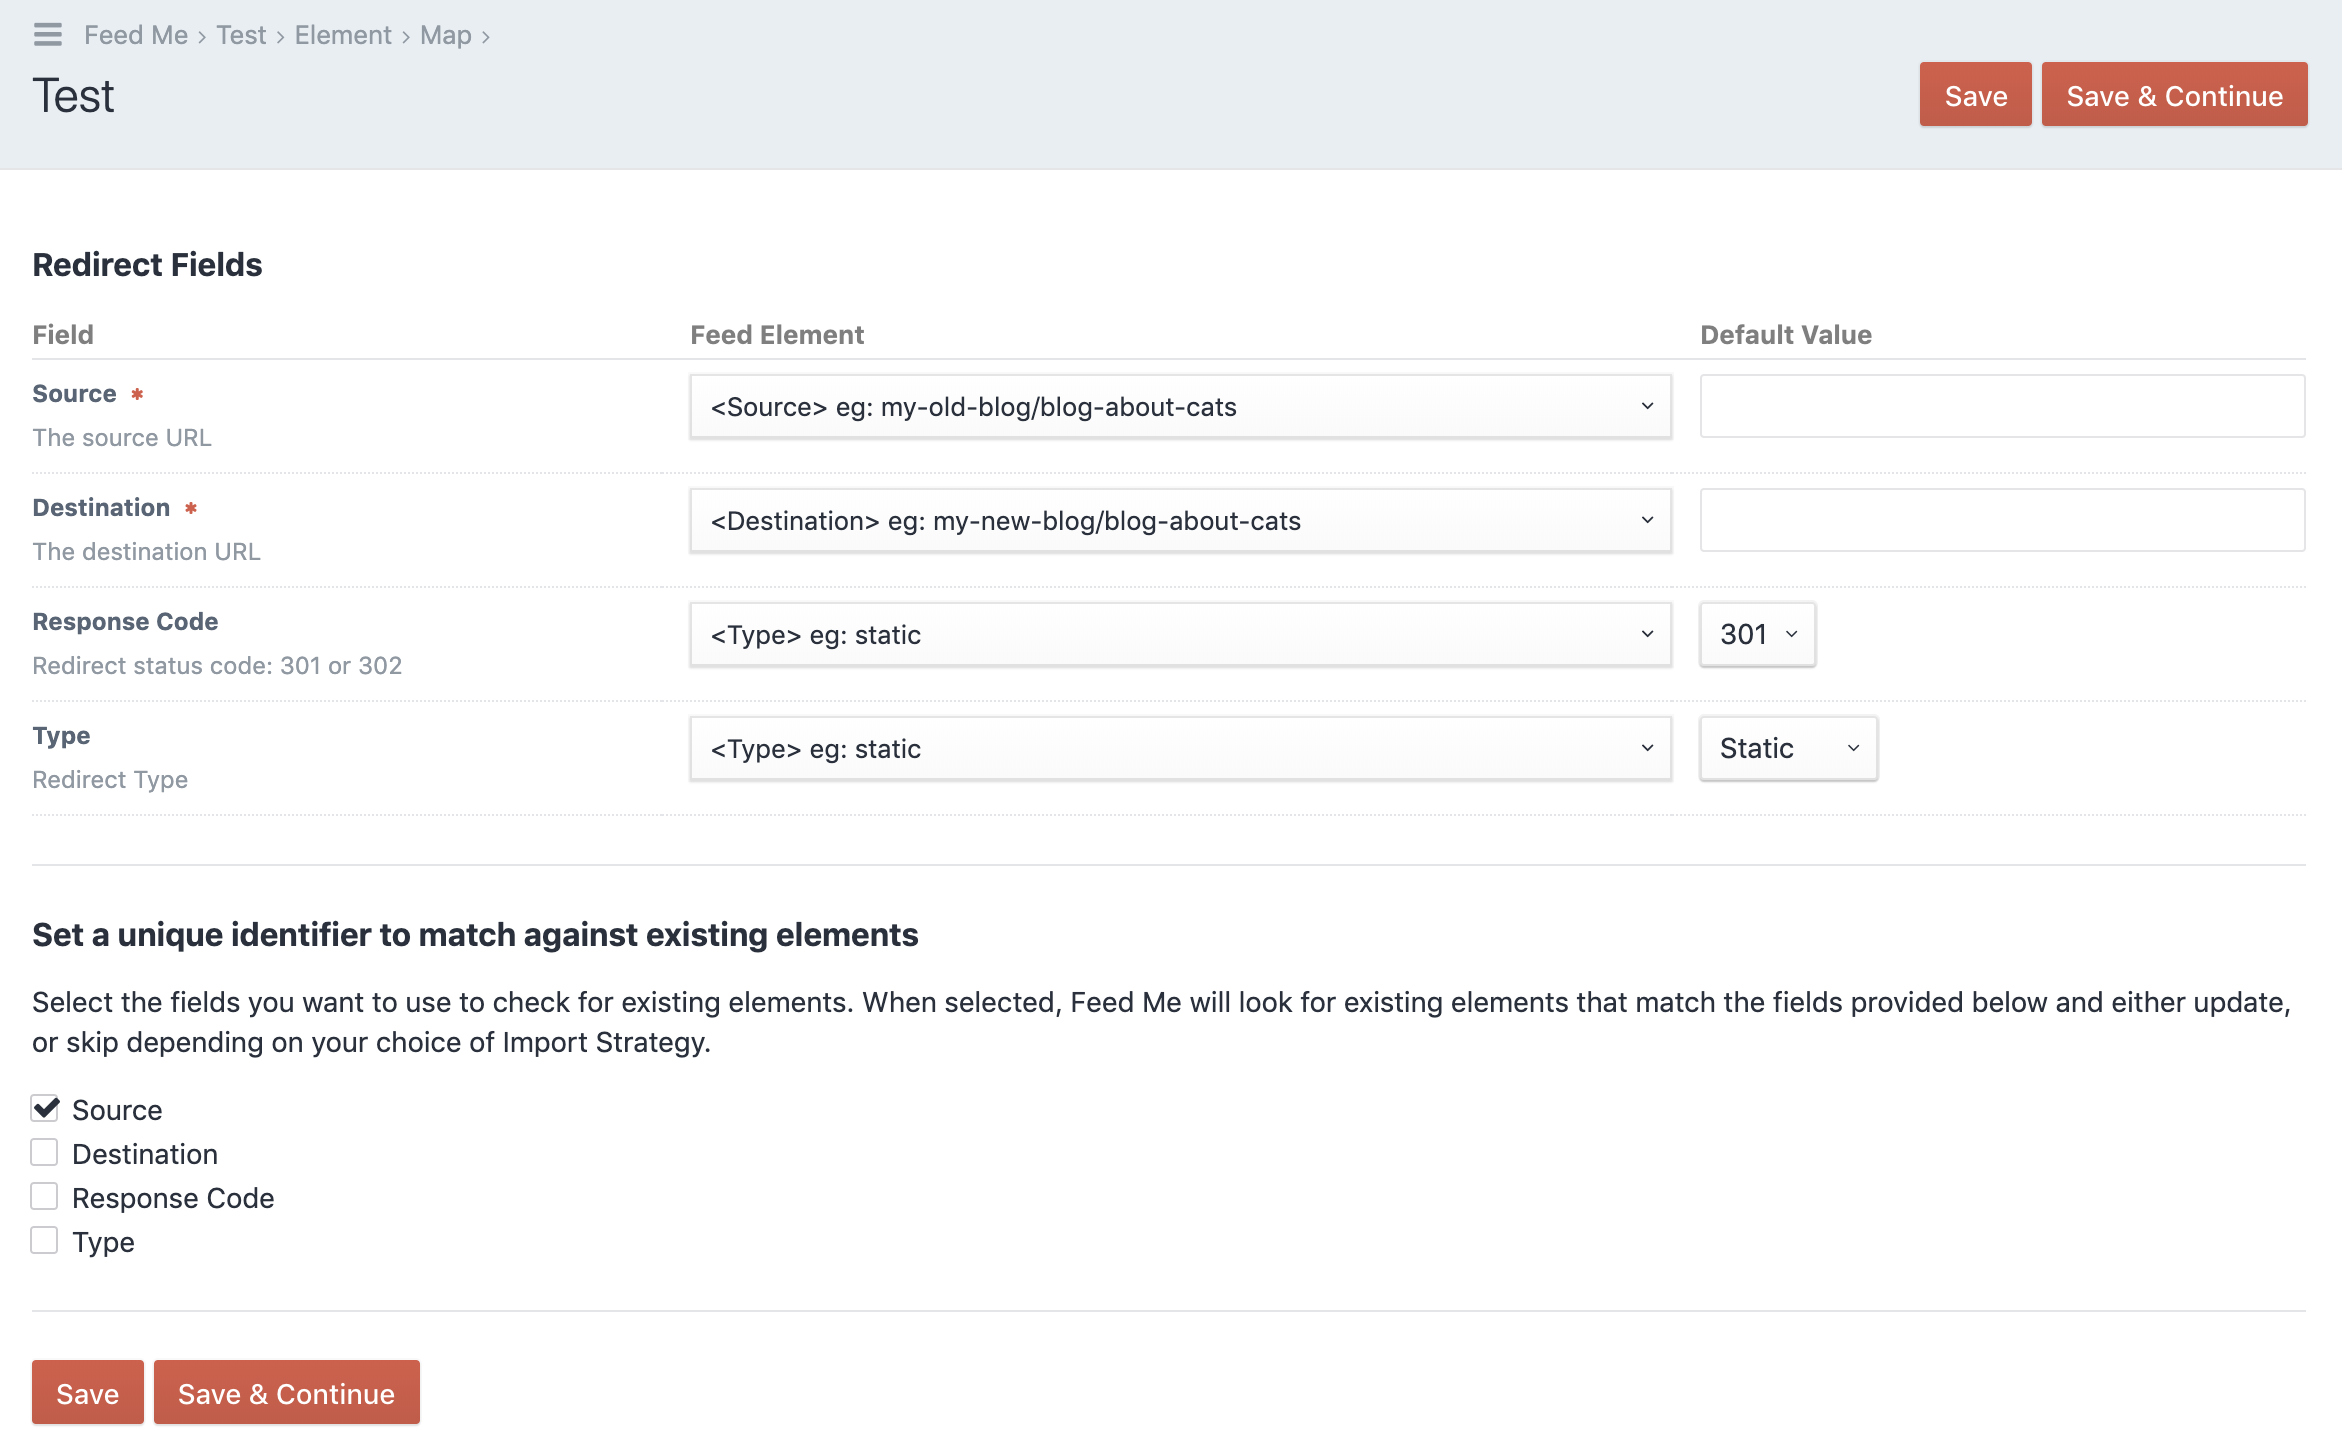 Feed Me > Test > Element > Map >
Test
Save
Save & Continue
Redirect Fields
Field Feed Element Default Value
Source *
<Source> eg: my-old-blog/blog-about-cats
The source URL
Destination *
<Destination> eg: my-new-blog/blog-about-cats
The destination URL
Response Code
<Type> eg: static
301
Redirect status code: 301 or 302
Type
<Type> eg: static
Static
Redirect Type
Set a unique identifier to match against existing elements
Select the fields you want to use to check for existing elements. When selected, Feed Me will look for existing elements that match the fields provided below and either update,
or skip depending on your choice of Import Strategy.
Source
Destination
Response Code
Type
Save
Save & Continue